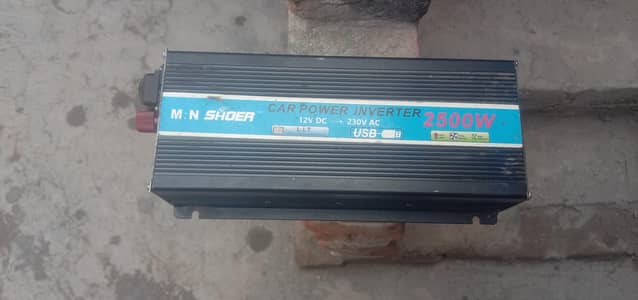 CAR POWER INVERTER
M:N SHOER
12V DC → 230V AC
2500W
USB